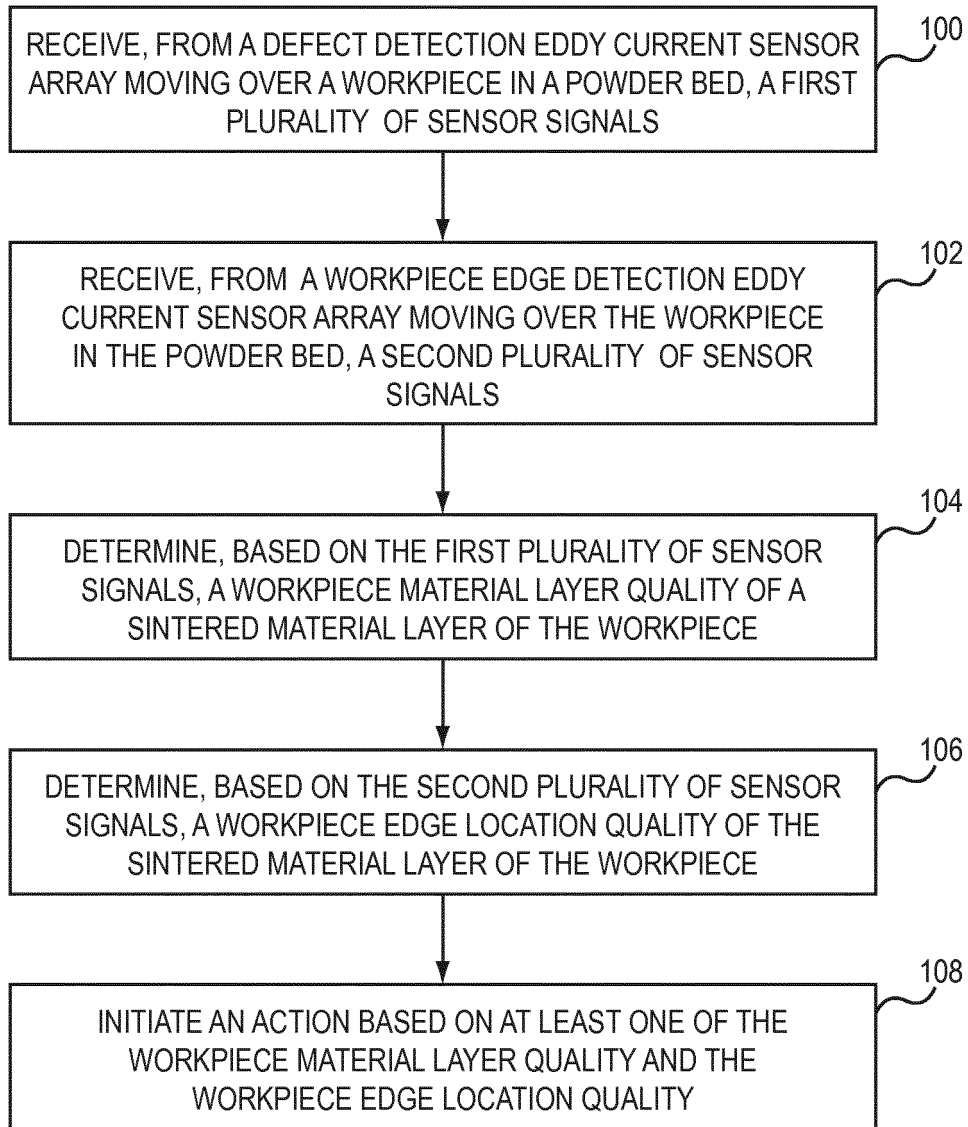 RECEIVE, FROM A DEFECT DETECTION EDDY CURRENT SENSOR
ARRAY MOVING OVER A WORKPIECE IN A POWDER BED, A FIRST
PLURALITY OF SENSOR SIGNALS
100
RECEIVE, FROM A WORKPIECE EDGE DETECTION EDDY
CURRENT SENSOR ARRAY MOVING OVER THE WORKPIECE
IN THE POWDER BED, A SECOND PLURALITY OF SENSOR
SIGNALS
102
DETERMINE, BASED ON THE FIRST PLURALITY OF SENSOR
SIGNALS, A WORKPIECE MATERIAL LAYER QUALITY OF A
SINTERED MATERIAL LAYER OF THE WORKPIECE
104
DETERMINE, BASED ON THE SECOND PLURALITY OF SENSOR
SIGNALS, A WORKPIECE EDGE LOCATION QUALITY OF THE
SINTERED MATERIAL LAYER OF THE WORKPIECE
106
INITIATE AN ACTION BASED ON AT LEAST ONE OF THE
WORKPIECE MATERIAL LAYER QUALITY AND THE
WORKPIECE EDGE LOCATION QUALITY
108